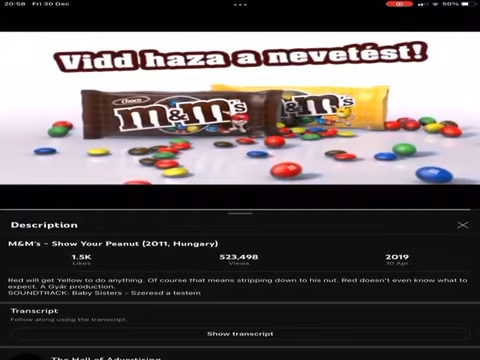 20:58 Fri 30 Dec
50%
Vidd haza a nevetést!
Choco
m&m's
m&m's
Description
M&M's - Show Your Peanut (2011, Hungary)
1.5K 523,498 2019
Likes Views 10 Apr
Red will get Yellow to do anything. Of course that means stripping down to his nut. Red doesn't even know what to
expect. A Gyár production.
SOUNDTRACK: Baby Sisters - Szeresd a testem
Transcript
Follow along using the transcript.
Show transcript
The Hall of Advertising